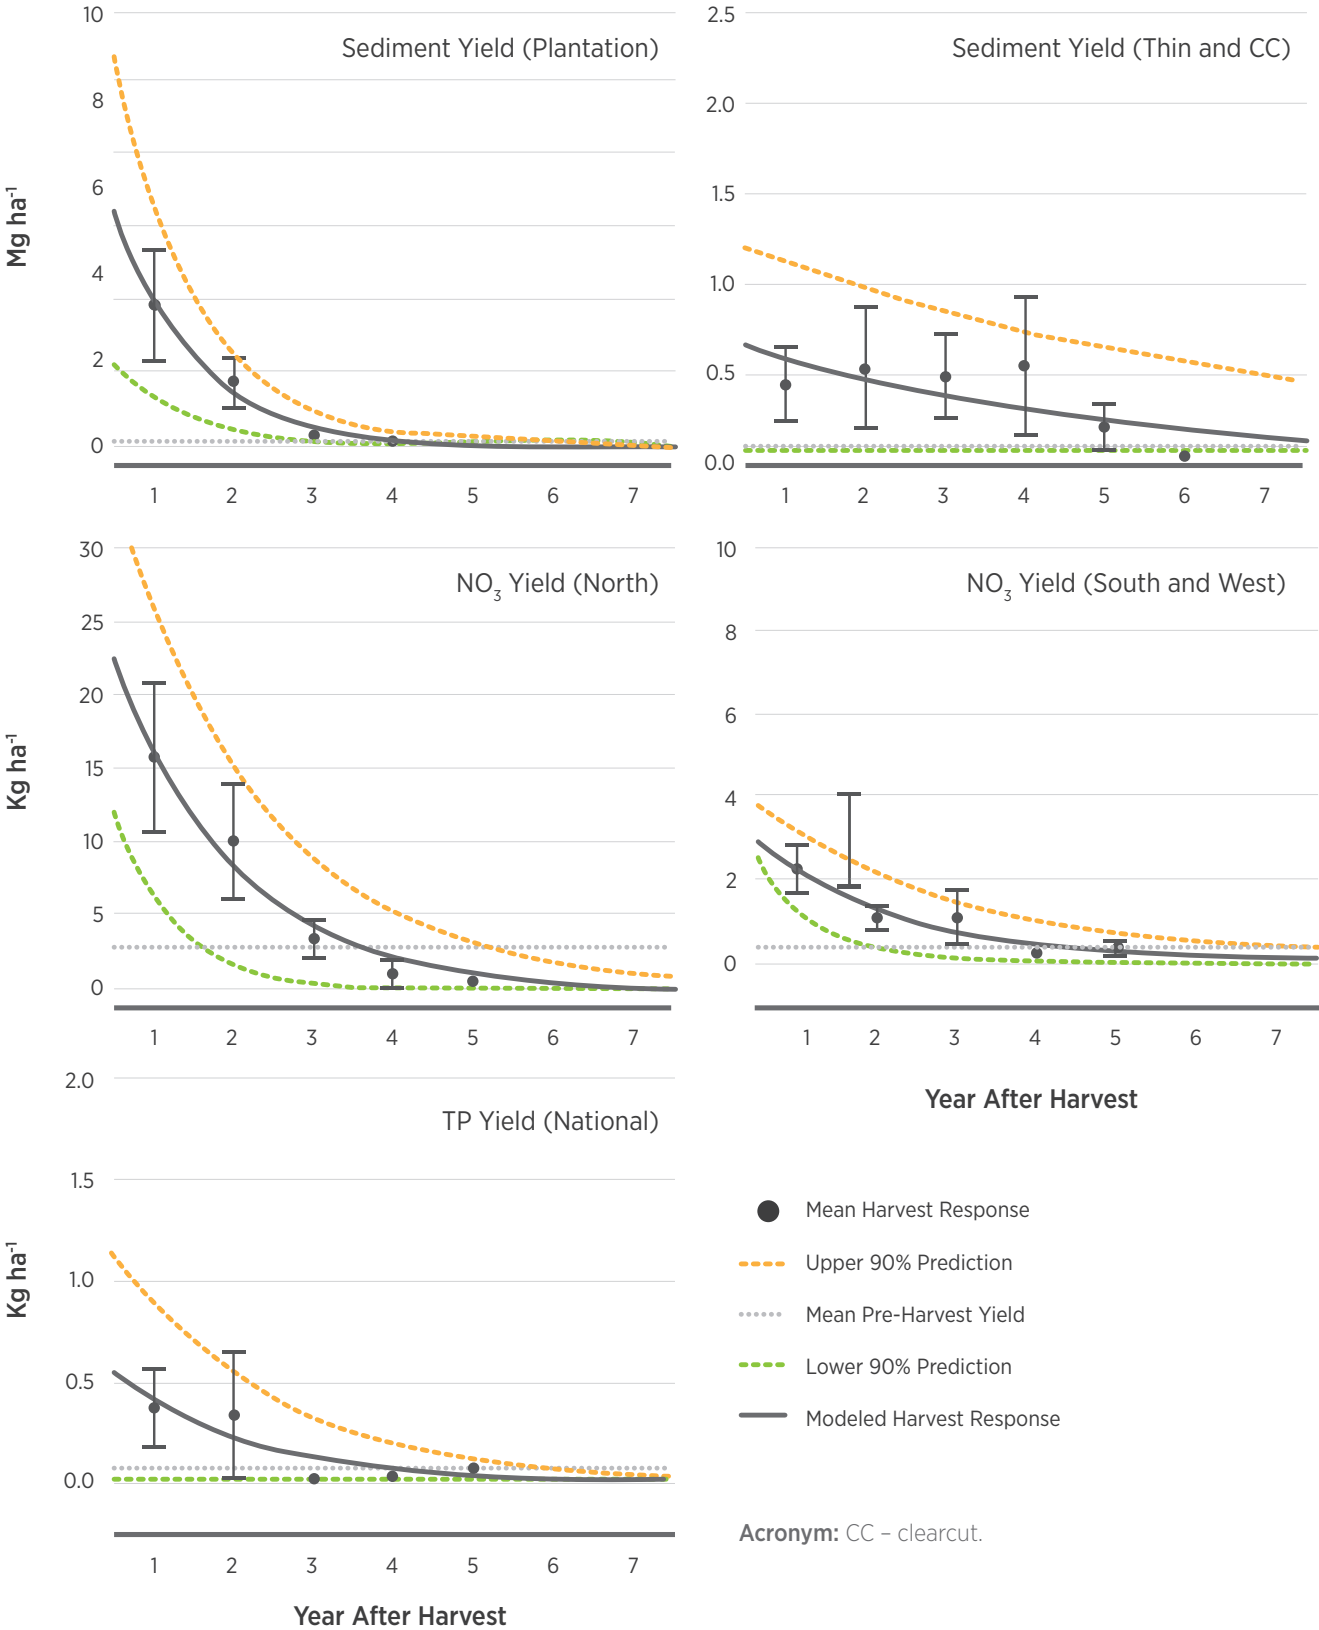 Sediment Yield (Plantation)
Mg ha-1
10
8
6
4
2
0
1 2 3 4 5 6 7
Sediment Yield (Thin and CC)
2.5
2.0
1.5
1.0
0.5
0.0
1 2 3 4 5 6 7
NO3 Yield (North)
Kg ha-1
30
25
20
15
10
5
0
1 2 3 4 5 6 7
NO3 Yield (South and West)
10
8
6
4
2
0
1 2 3 4 5 6 7
Year After Harvest
TP Yield (National)
Kg ha-1
2.0
1.5
1.0
0.5
0.0
1 2 3 4 5 6 7
Year After Harvest
Mean Harvest Response
Upper 90% Prediction
Mean Pre-Harvest Yield
Lower 90% Prediction
Modeled Harvest Response
Acronym: CC – clearcut.